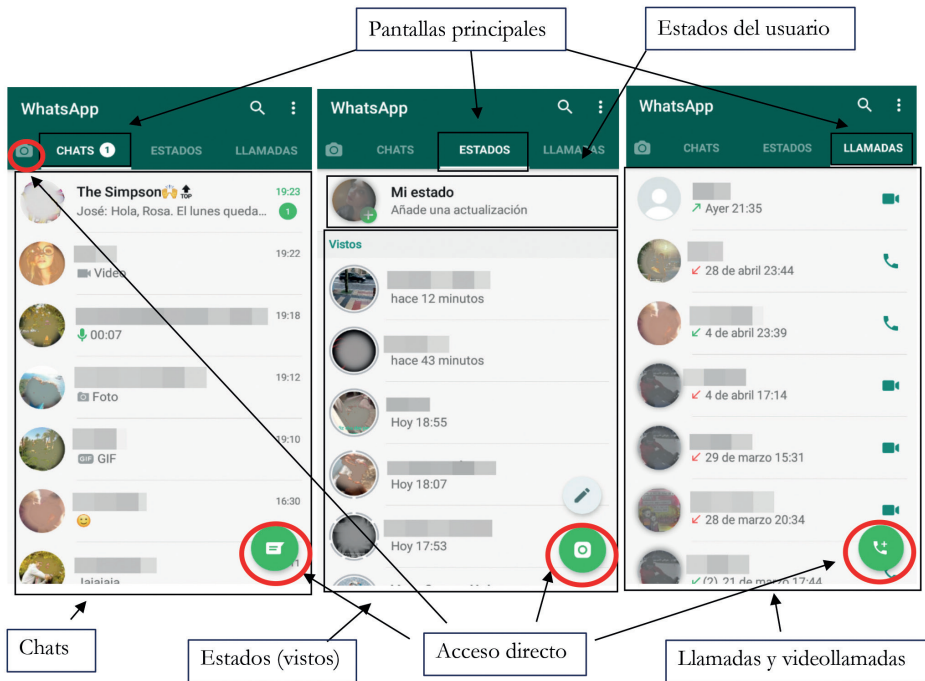 Pantallas principales
Estados del usuario
WhatsApp
CHATS 1 ESTADOS LLAMADAS
The Simpson🙌🔝 19:23
José: Hola, Rosa. El lunes queda... 1
19:22
Video
19:18
00:07
19:12
Foto
19:10
GIF GIF
16:30
🙂
Jajajaja
WhatsApp
CHATS ESTADOS LLAMADAS
Mi estado
Añade una actualización
Vistos
hace 12 minutos
hace 43 minutos
Hoy 18:55
Hoy 18:07
Hoy 17:53
WhatsApp
CHATS ESTADOS LLAMADAS
Ayer 21:35
28 de abril 23:44
4 de abril 23:39
4 de abril 17:14
29 de marzo 15:31
28 de marzo 20:34
(2) 21 de marzo 17:44
Chats
Estados (vistos)
Acceso directo
Llamadas y videollamadas